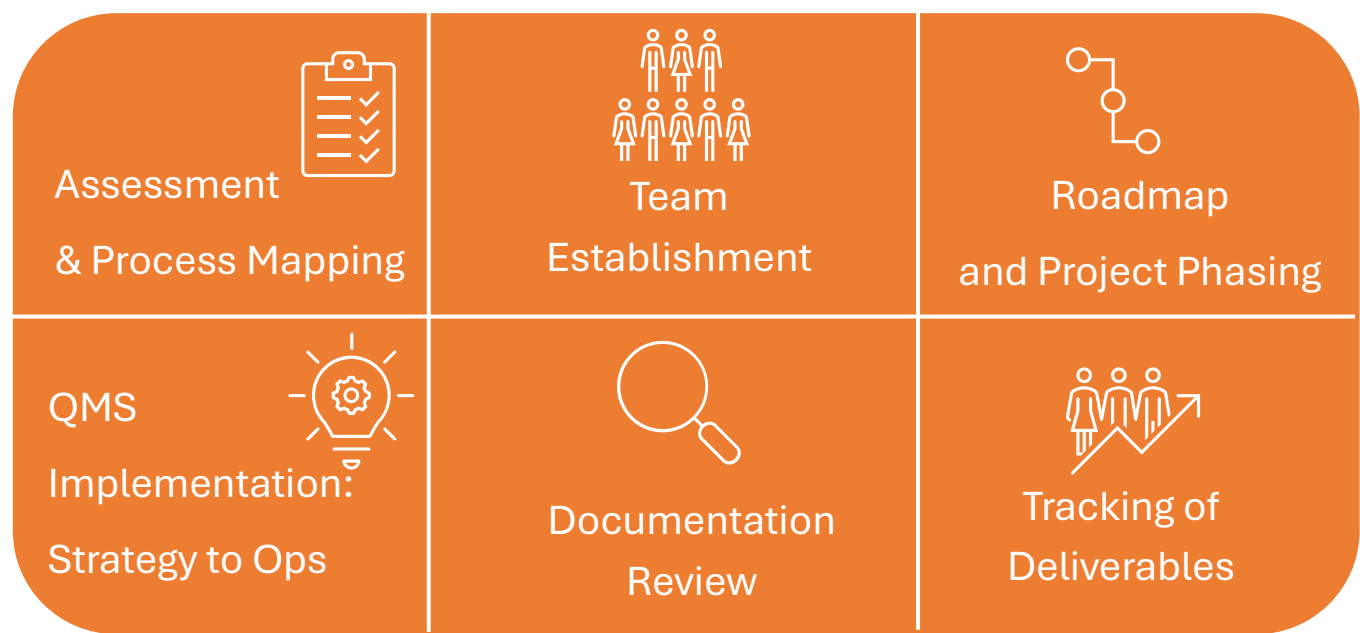 Assessment
& Process Mapping
Team
Establishment
Roadmap
and Project Phasing
QMS
Implementation:
Strategy to Ops
Documentation
Review
Tracking of
Deliverables